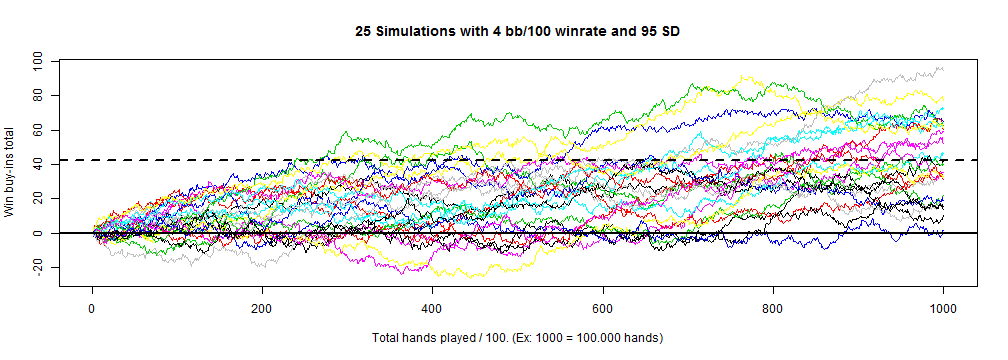 25 Simulations with 4 bb/100 winrate and 95 SD
Win buy-ins total
100
80
60
40
20
0
-20
0 200 400 600 800 1000
Total hands played / 100. (Ex: 1000 = 100.000 hands)